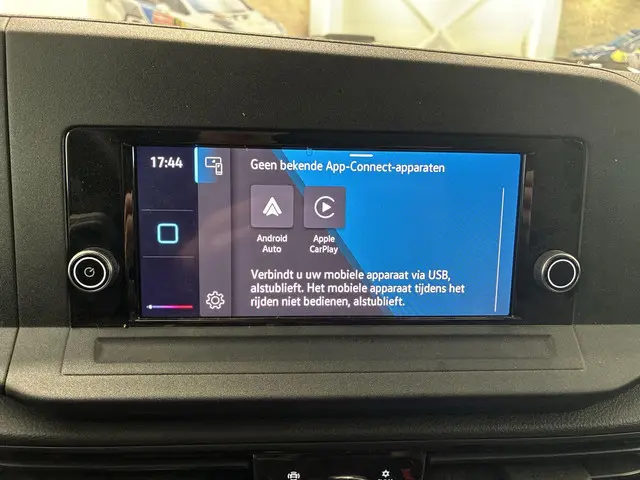 17:44
Geen bekende App-Connect-apparaten
Android
Auto
Apple
CarPlay
Verbindt u uw mobiele apparaat via USB,
alstublieft. Het mobiele apparaat tijdens het
rijden niet bedienen, alstublieft.